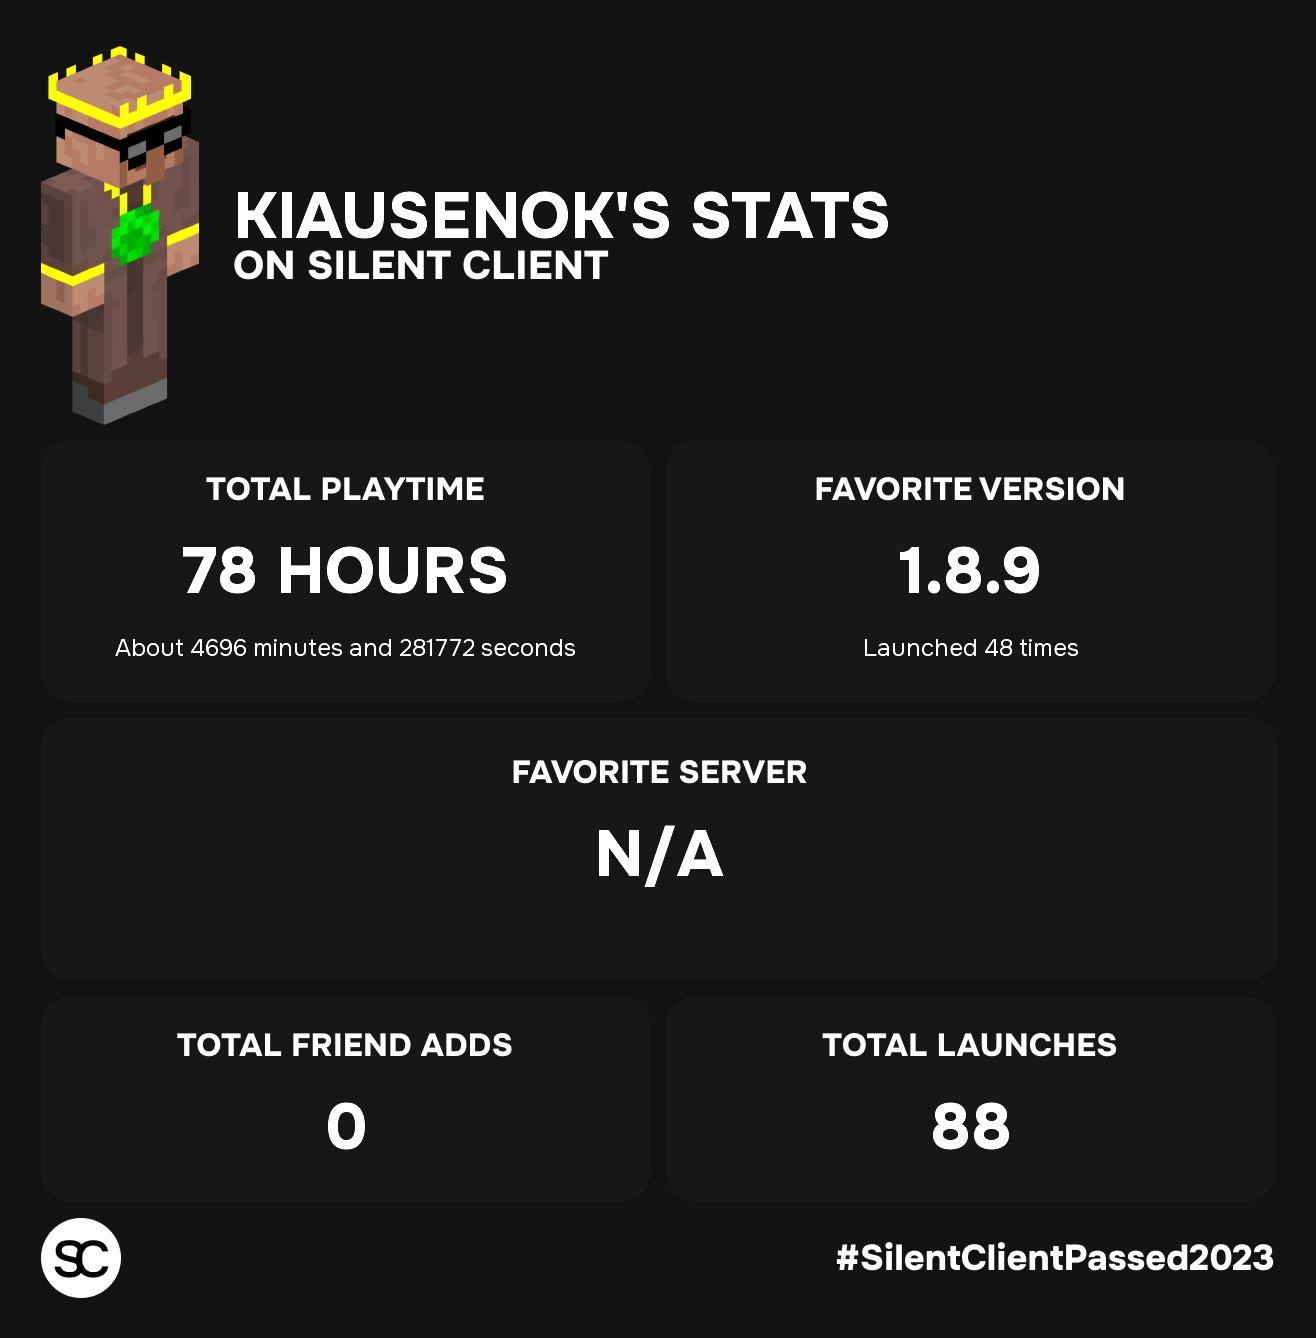 KIAUSENOK'S STATS
ON SILENT CLIENT
TOTAL PLAYTIME
78 HOURS
About 4696 minutes and 281772 seconds
FAVORITE VERSION
1.8.9
Launched 48 times
FAVORITE SERVER
N/A
TOTAL FRIEND ADDS
0
TOTAL LAUNCHES
88
SC
#SilentClientPassed2023